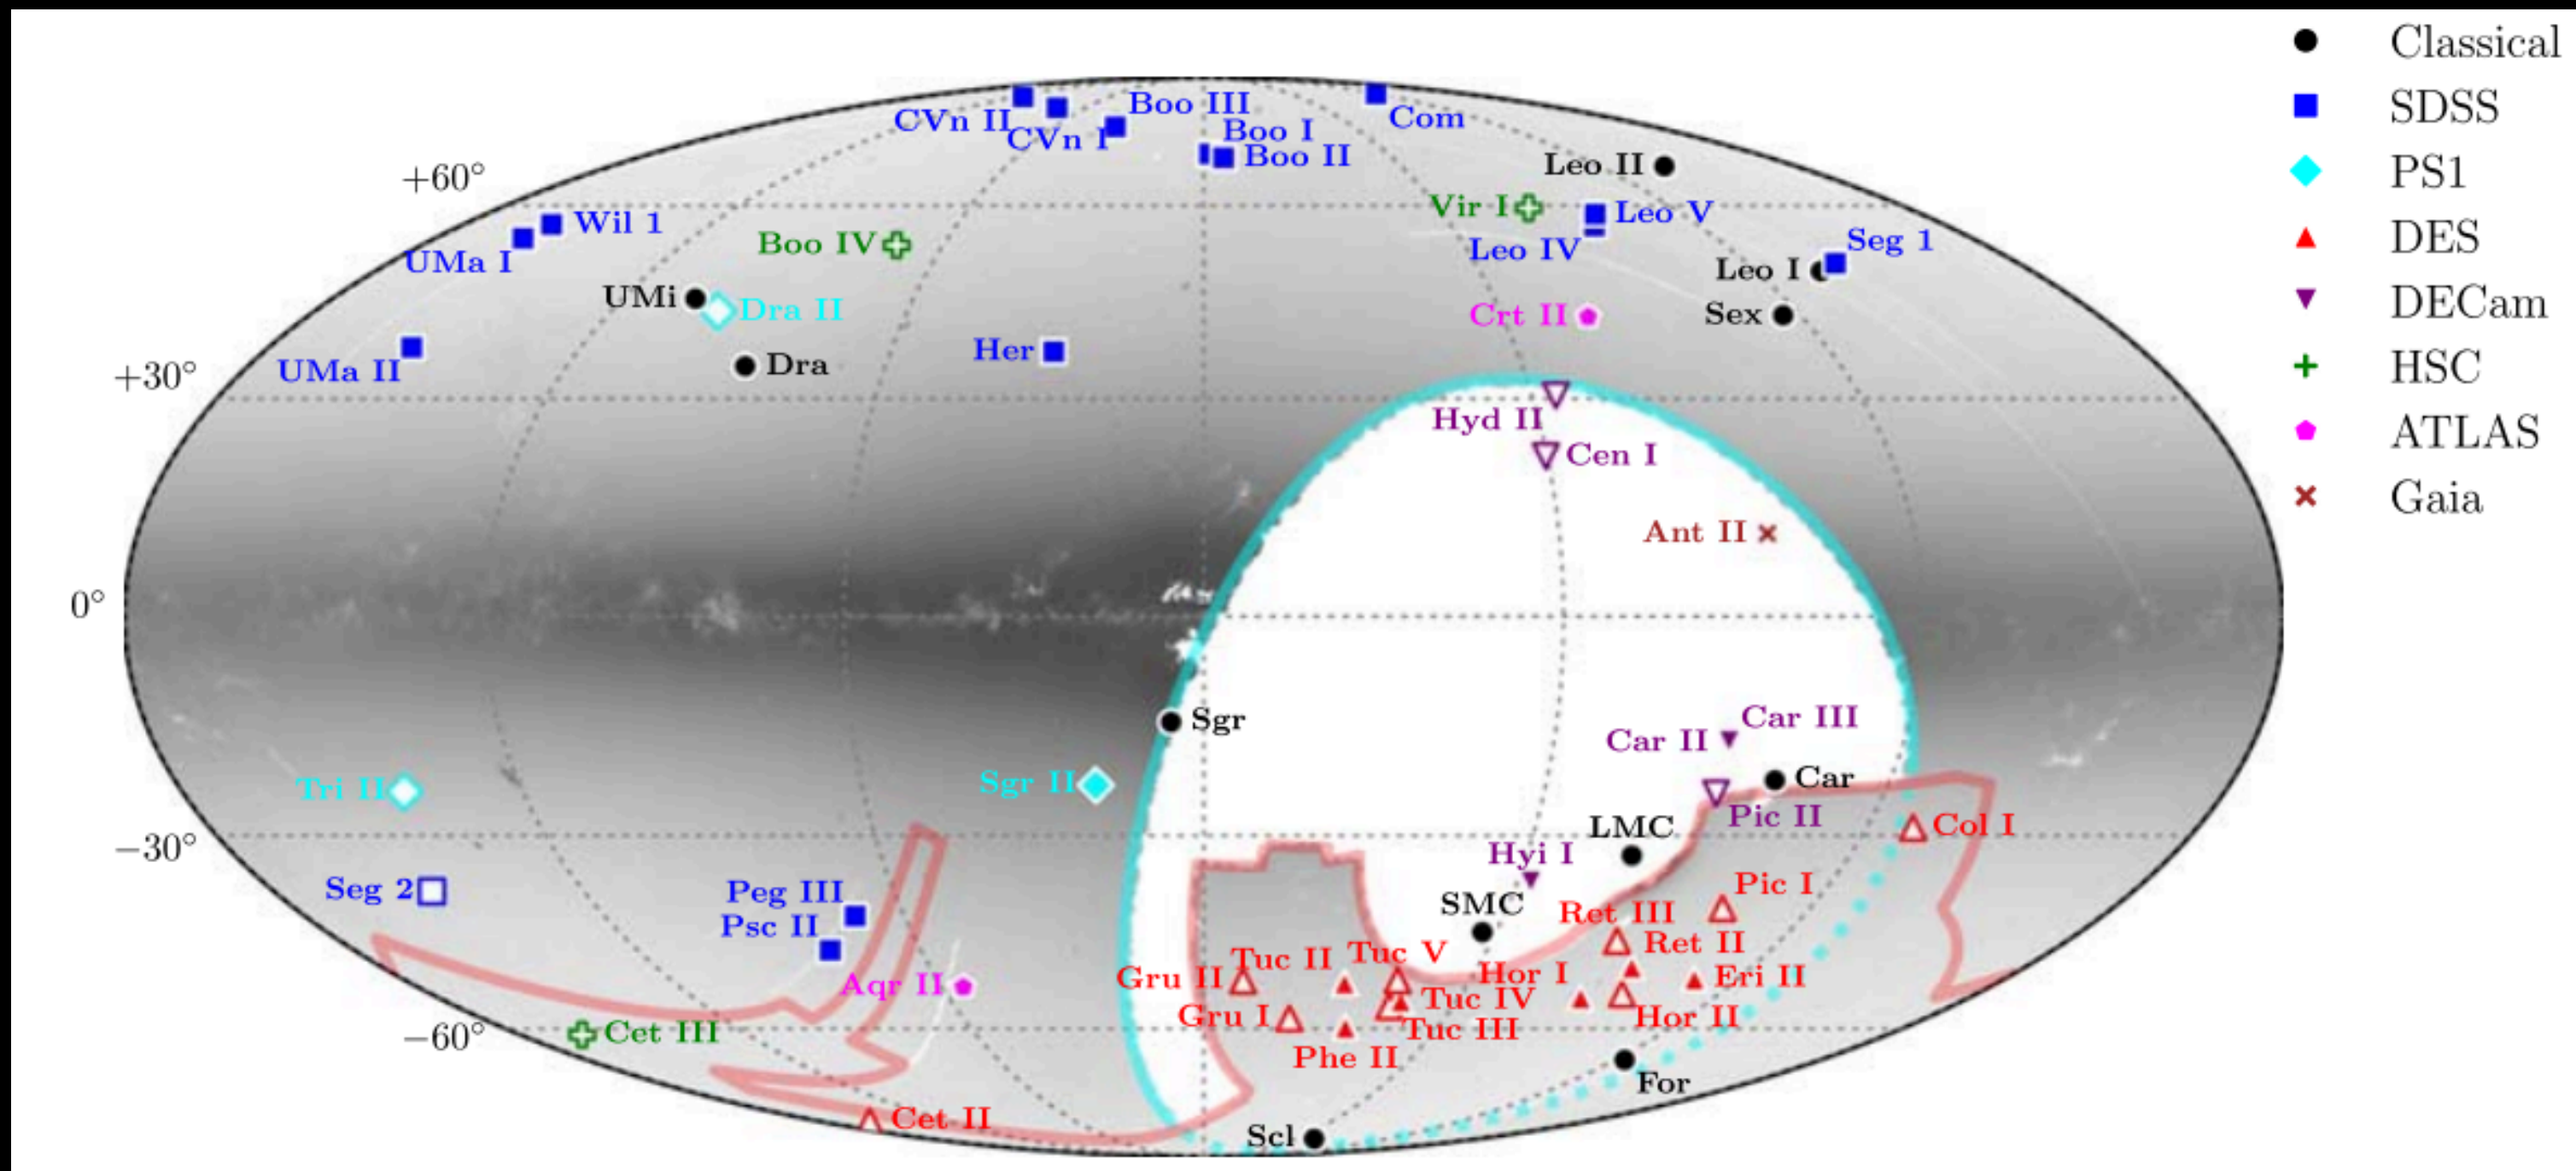 Classical
SDSS
PS1
DES
DECam
HSC
ATLAS
Gaia
+60°
+30°
0°
−30°
−60°
CVn II
CVn I
Boo III
Boo I
Boo II
Com
Leo II
Vir I
Leo V
Leo IV
Seg 1
Leo I
Sex
Wil 1
UMa I
Boo IV
UMi
Dra II
Dra
UMa II
Her
Crt II
Hyd II
Cen I
Ant II
Sgr
Car III
Car II
Car
Tri II
Sgr II
Pic II
LMC
Col I
Hyi I
Seg 2
Peg III
Psc II
SMC
Pic I
Ret III
Ret II
Tuc II
Tuc V
Hor I
Gru II
Eri II
Aqr II
Tuc IV
Gru I
Hor II
Tuc III
Cet III
Phe II
For
Cet II
Scl